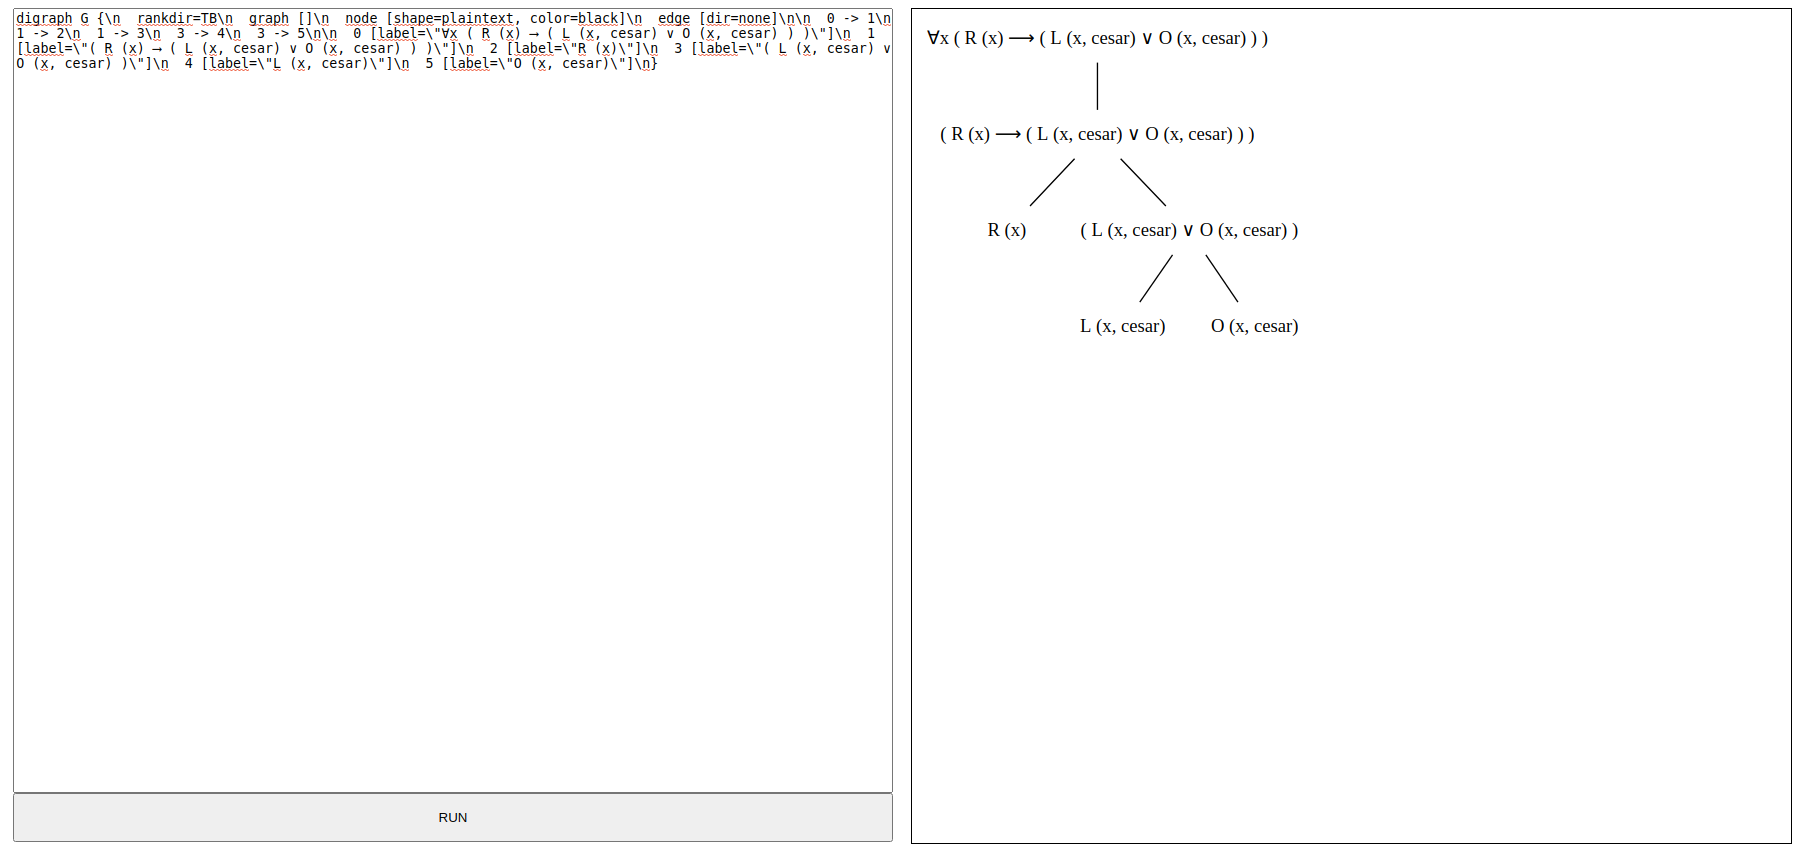 digraph G {\n  rankdir=TB\n  graph []\n  node [shape=plaintext, color=black]\n  edge [dir=none]\n\n  0 -> 1\n
1 -> 2\n  1 -> 3\n  3 -> 4\n  3 -> 5\n\n  0 [label=\"∀x ( R (x) ⟶ ( L (x, cesar) ∨ O (x, cesar) ) )\"]\n  1
[label=\"( R (x) ⟶ ( L (x, cesar) ∨ O (x, cesar) ) )\"]\n  2 [label=\"R (x)\"]\n  3 [label=\"( L (x, cesar) ∨
O (x, cesar) )\"]\n  4 [label=\"L (x, cesar)\"]\n  5 [label=\"O (x, cesar)\"]\n}
RUN
∀x ( R (x) ⟶ ( L (x, cesar) ∨ O (x, cesar) ) )
( R (x) ⟶ ( L (x, cesar) ∨ O (x, cesar) ) )
R (x) ( L (x, cesar) ∨ O (x, cesar) )
L (x, cesar) O (x, cesar)